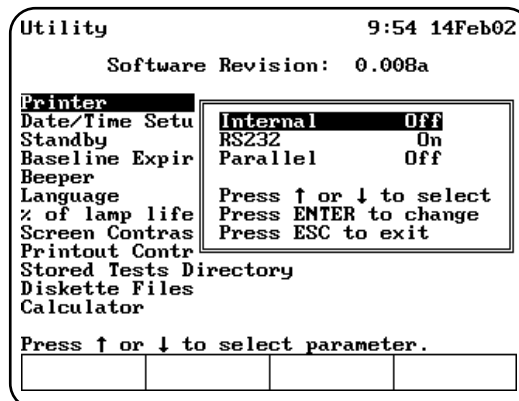 Utility 9:54 14Feb02
Software Revision: 0.008a
Printer
Date/Time Setu
Standby
Baseline Expir
Beeper
Language
% of lamp life
Screen Contras
Printout Contr
Stored Tests Directory
Diskette Files
Calculator
Internal Off
RS232 On
Parallel Off
Press ↑ or ↓ to select
Press ENTER to change
Press ESC to exit
Press ↑ or ↓ to select parameter.